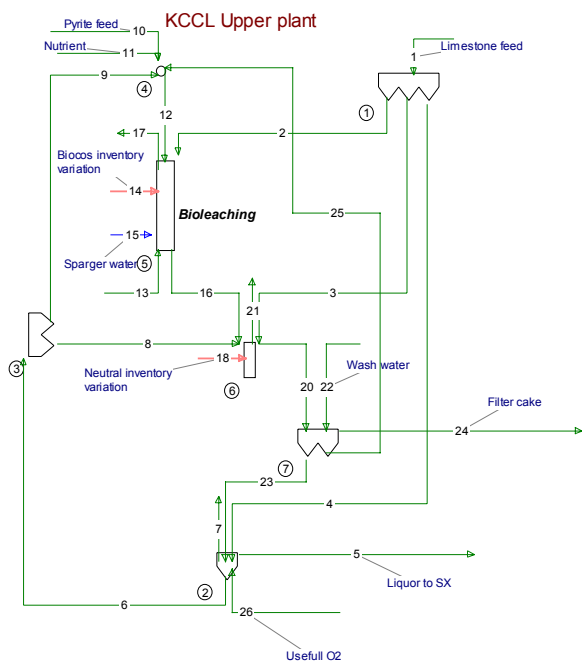 KCCL Upper plant
Pyrite feed
10
Nutrient
11
1
Limestone feed
9
4
1
12
17
2
Biocos inventory
variation
14
Bioleaching
25
15
Sparger water
5
13
16
21
3
8
3
Neutral inventory
variation
18
6
20
22
Wash water
Filter cake
24
7
23
4
7
5
Liquor to SX
2
6
26
Usefull O2